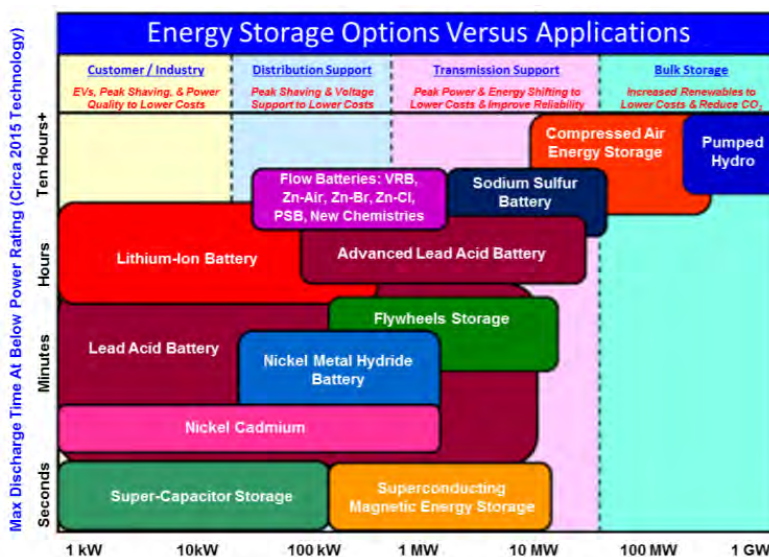 Energy Storage Options Versus Applications
Customer / Industry
EVs, Peak Shaving, & Power
Quality to Lower Costs
Distribution Support
Peak Shaving & Voltage
Support to Lower Costs
Transmission Support
Peak Power & Energy Shifting to
Lower Costs & Improve Reliability
Bulk Storage
Increased Renewables to
Lower Costs & Reduce CO₂
Max Discharge Time At Below Power Rating (Circa 2015 Technology)
Ten Hours+
Hours
Minutes
Seconds
Compressed Air
Energy Storage
Pumped
Hydro
Flow Batteries: VRB,
Zn-Air, Zn-Br, Zn-Cl,
PSB, New Chemistries
Sodium Sulfur
Battery
Lithium-Ion Battery
Advanced Lead Acid Battery
Flywheels Storage
Lead Acid Battery
Nickel Metal Hydride
Battery
Nickel Cadmium
Super-Capacitor Storage
Superconducting
Magnetic Energy Storage
1 kW
10kW
100 kW
1 MW
10 MW
100 MW
1 GW